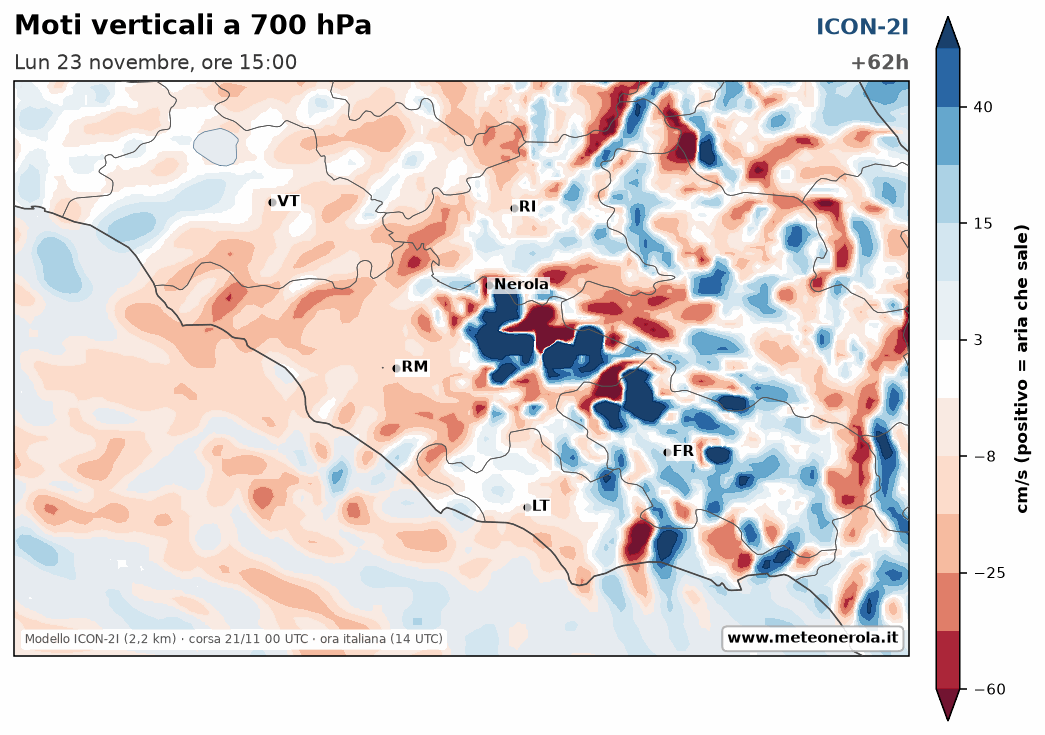 Moti verticali a 700 hPa
ICON-2I
Lun 23 novembre, ore 15:00
+62h
40
VT
RI
15
Nerola
3
RM
cm/s (positivo = aria che sale)
FR
−8
LT
−25
Modello ICON-2I (2,2 km) · corsa 21/11 00 UTC · ora italiana (14 UTC)
www.meteonerola.it
−60